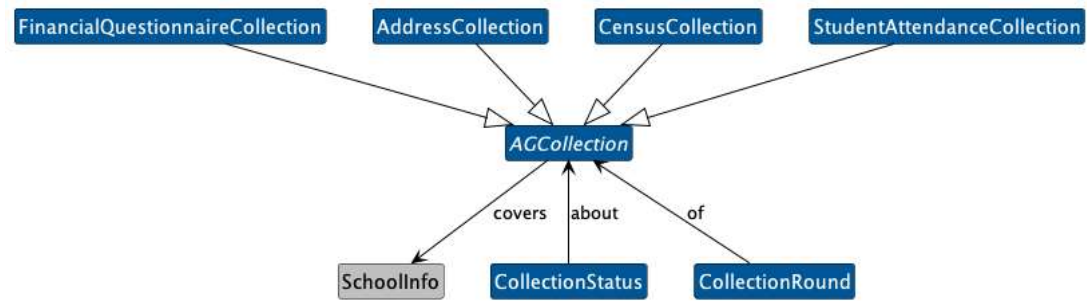 FinancialQuestionnaireCollection
AddressCollection
CensusCollection
StudentAttendanceCollection
AGCollection
covers
about
of
SchoolInfo
CollectionStatus
CollectionRound